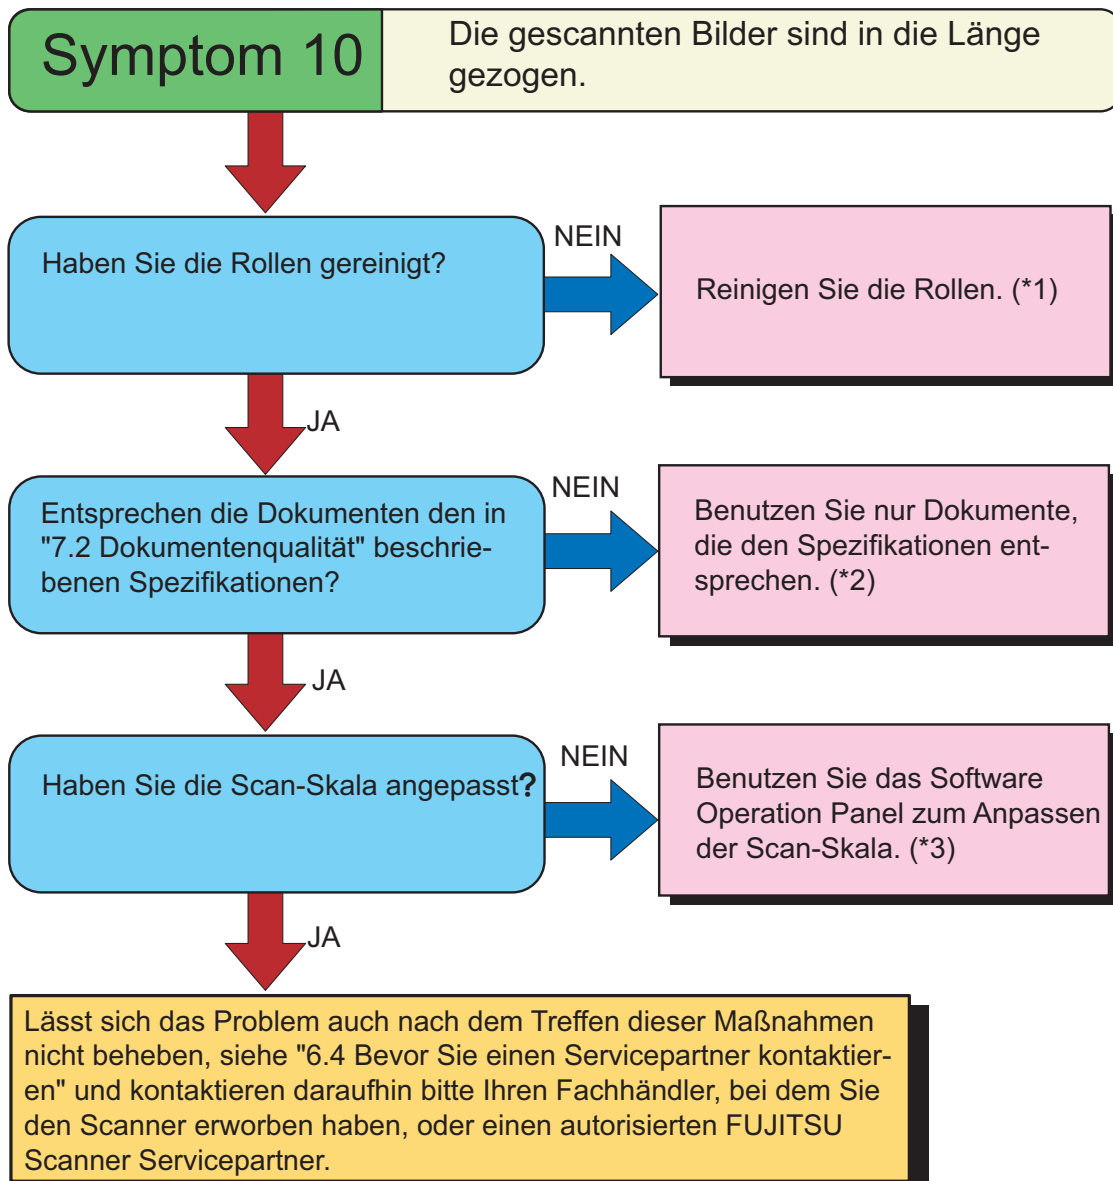 Symptom 10
Die gescannten Bilder sind in die Länge
gezogen.
Haben Sie die Rollen gereinigt?
NEIN
Reinigen Sie die Rollen. (*1)
JA
Entsprechen die Dokumenten den in
"7.2 Dokumentenqualität" beschrie-
benen Spezifikationen?
NEIN
Benutzen Sie nur Dokumente,
die den Spezifikationen ent-
sprechen. (*2)
JA
Haben Sie die Scan-Skala angepasst?
NEIN
Benutzen Sie das Software
Operation Panel zum Anpassen
der Scan-Skala. (*3)
JA
Lässt sich das Problem auch nach dem Treffen dieser Maßnahmen
nicht beheben, siehe "6.4 Bevor Sie einen Servicepartner kontaktier-
en" und kontaktieren daraufhin bitte Ihren Fachhändler, bei dem Sie
den Scanner erworben haben, oder einen autorisierten FUJITSU
Scanner Servicepartner.